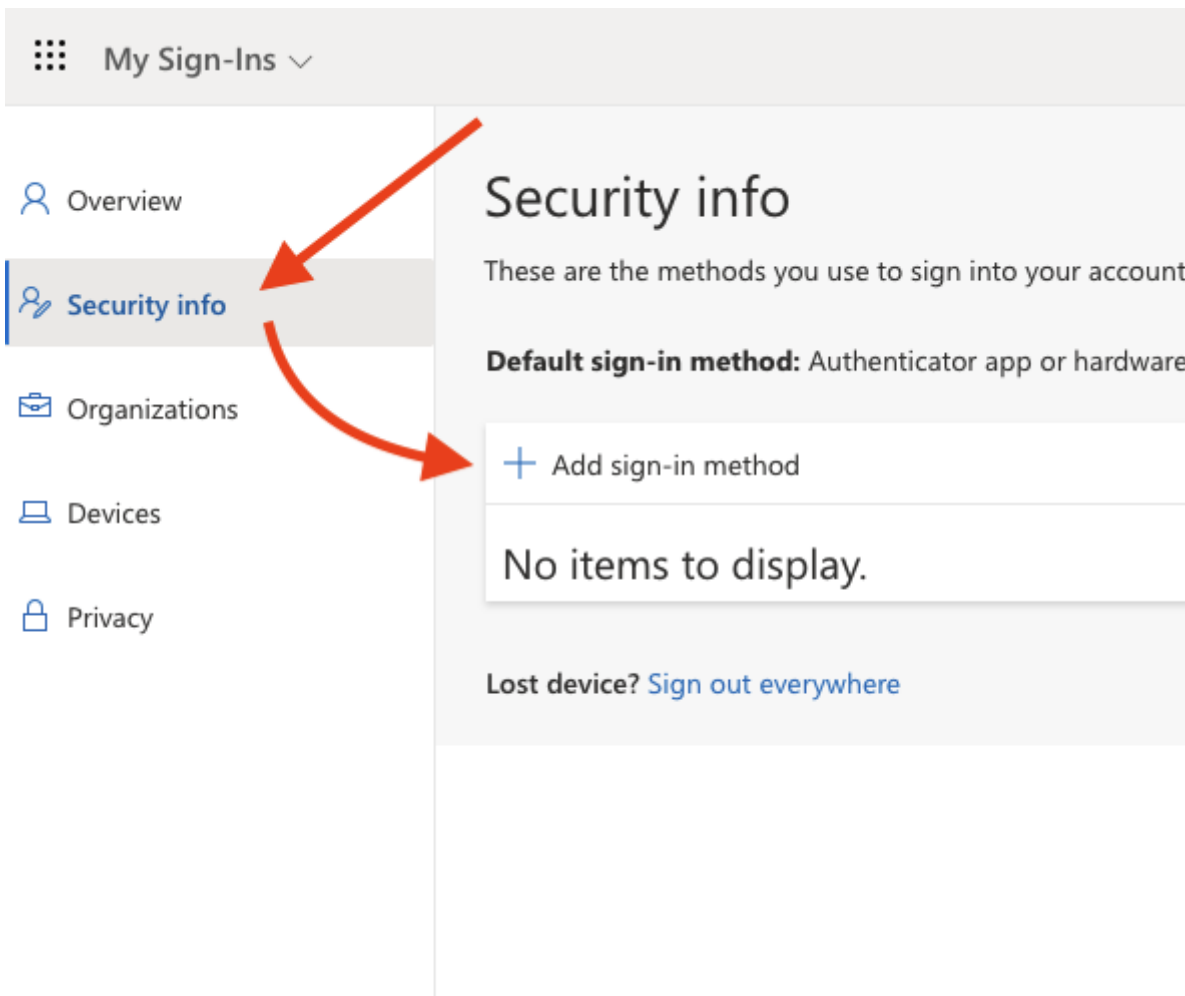 My Sign-Ins
Overview
Security info
Organizations
Devices
Privacy
Security info
These are the methods you use to sign into your account
Default sign-in method: Authenticator app or hardware
Add sign-in method
No items to display.
Lost device? Sign out everywhere